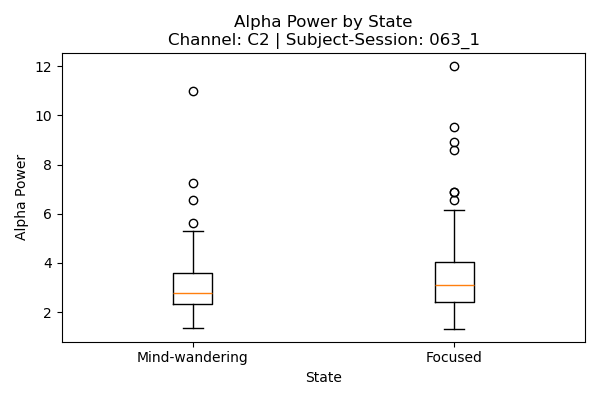 Alpha Power by State
Channel: C2 | Subject-Session: 063_1
Alpha Power
12
10
8
6
4
2
Mind-wandering
Focused
State